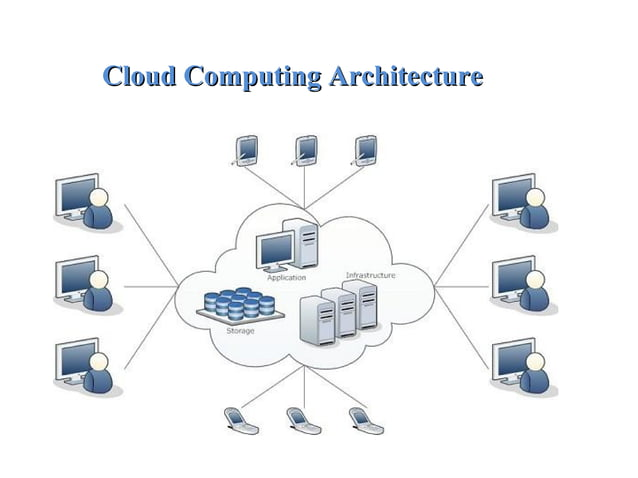 Cloud Computing Architecture
Application
Infrastructure
Storage